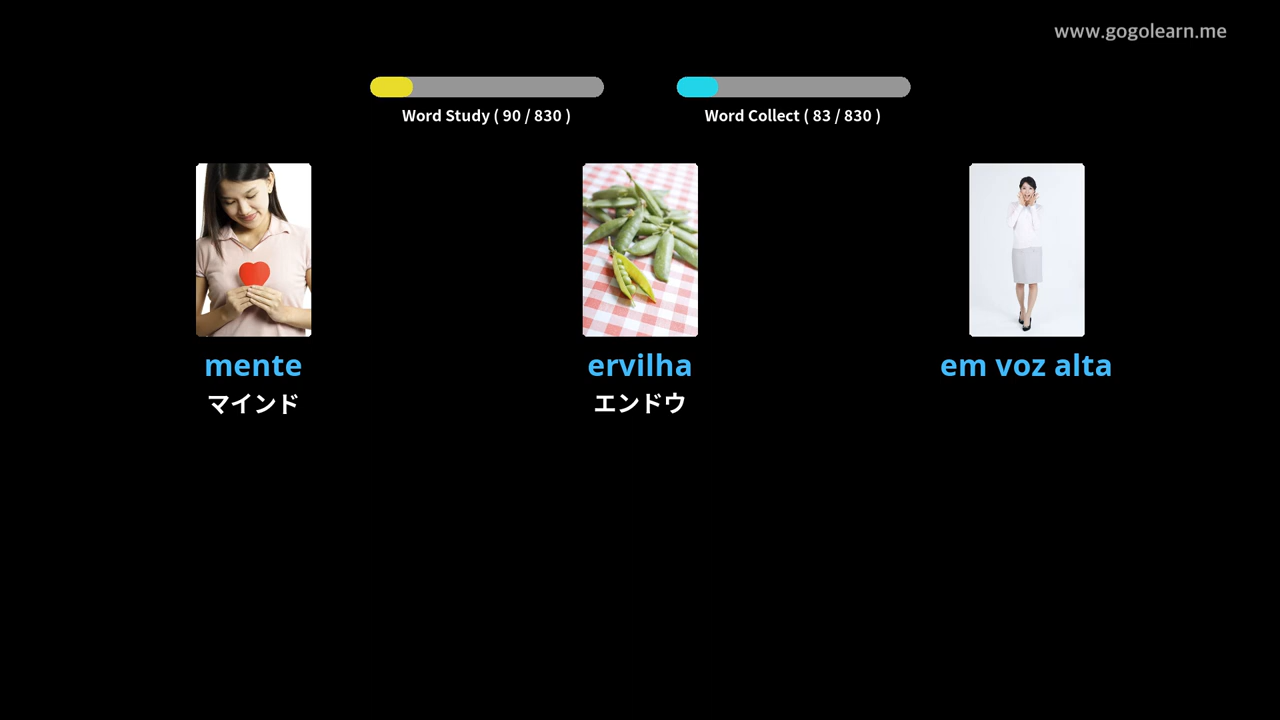 www.gogolearn.me
Word Study ( 90 / 830 )
Word Collect ( 83 / 830 )
mente
マインド
ervilha
エンドウ
em voz alta